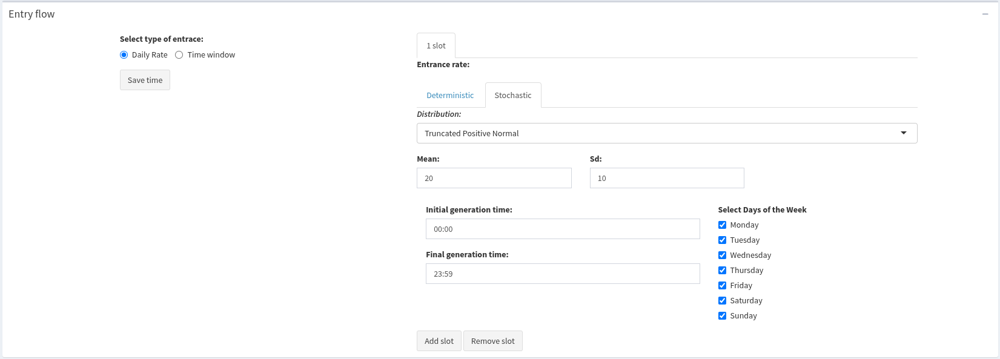 Entry flow
Select type of entrace:
Daily Rate
Time window
Save time
1 slot
Entrance rate:
Deterministic
Stochastic
Distribution:
Truncated Positive Normal
Mean:
Sd:
20
10
Initial generation time:
00:00
Final generation time:
23:59
Select Days of the Week
Monday
Tuesday
Wednesday
Thursday
Friday
Saturday
Sunday
Add slot
Remove slot